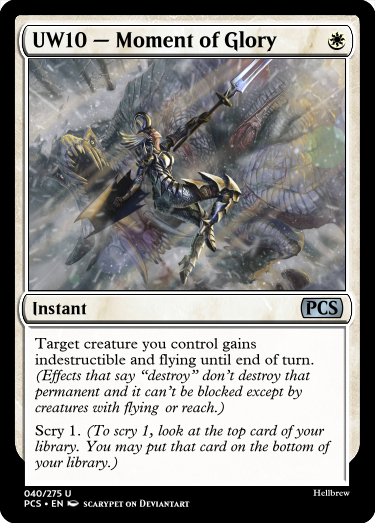 UW10 — Moment of Glory
Instant
PCS
Target creature you control gains
indestructible and flying until end of turn.
(Effects that say “destroy” don’t destroy that
permanent and it can’t be blocked except by
creatures with flying or reach.)
Scry 1. (To scry 1, look at the top card of your
library. You may put that card on the bottom
of your library.)
040/275 U
PCS • EN SCARYPET ON DEVIANTART
Hellbrew